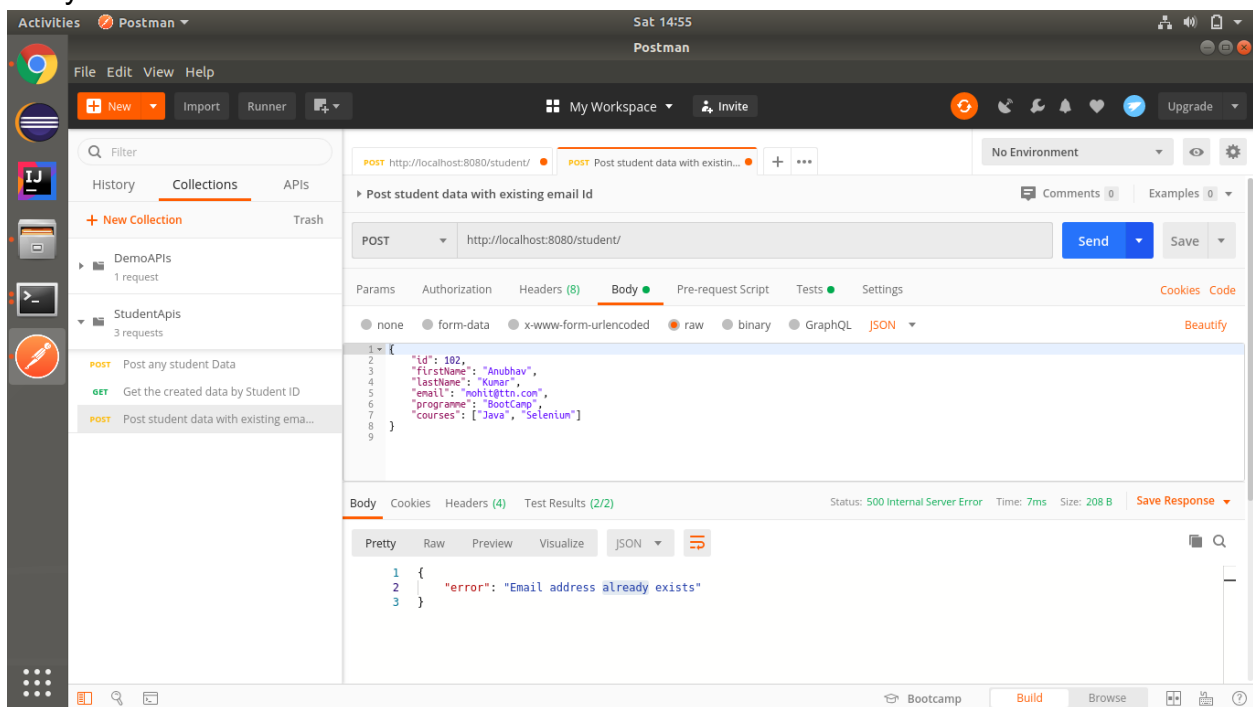 Activities Postman Sat 14:55
Postman
File Edit View Help
New Import Runner My Workspace Invite Upgrade
Filter
History Collections APIs
+ New Collection Trash
DemoAPIs
1 request
StudentApis
3 requests
POST Post any student Data
GET Get the created data by Student ID
POST Post student data with existing ema...
POST http://localhost:8080/student/ POST Post student data with existin... + ... No Environment
Post student data with existing email Id Comments 0 Examples 0
POST http://localhost:8080/student/ Send Save
Params Authorization Headers (8) Body Pre-request Script Tests Settings Cookies Code
none form-data x-www-form-urlencoded raw binary GraphQL JSON Beautify
1 {
2 "id": 102,
3 "firstName": "Anubhav",
4 "lastName": "Kumar",
5 "email": "mohit@ttn.com",
6 "programme": "BootCamp",
7 "courses": ["Java", "Selenium"]
8 }
9
Body Cookies Headers (4) Test Results (2/2) Status: 500 Internal Server Error Time: 7ms Size: 208 B Save Response
Pretty Raw Preview Visualize JSON
1 {
2 "error": "Email address already exists"
3 }
Bootcamp Build Browse